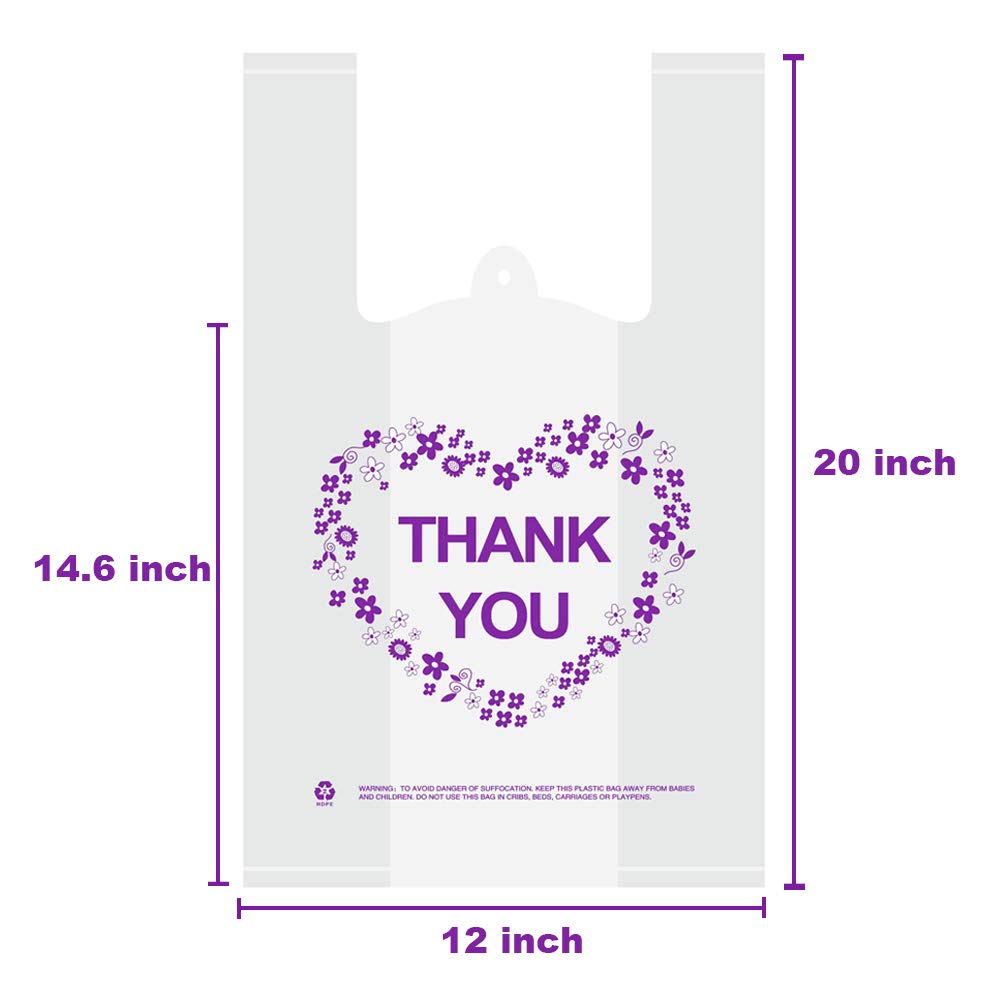 20 inch
14.6 inch
THANK
YOU
2
HDPE
WARNING: TO AVOID DANGER OF SUFFOCATION. KEEP THIS PLASTIC BAG AWAY FROM BABIES
AND CHILDREN. DO NOT USE THIS BAG IN CRIBS, BEDS, CARRIAGES OR PLAYPENS.
12 inch